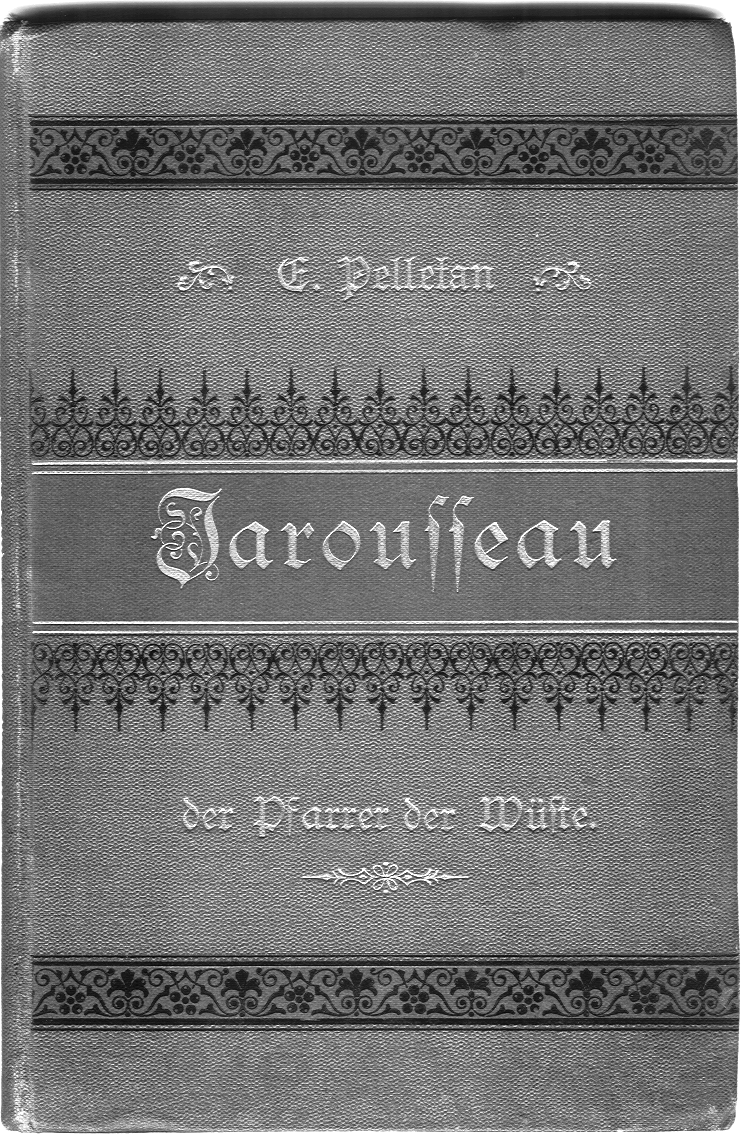 E. Pelletan
Jarousseau
der Pfarrer der Wüste.